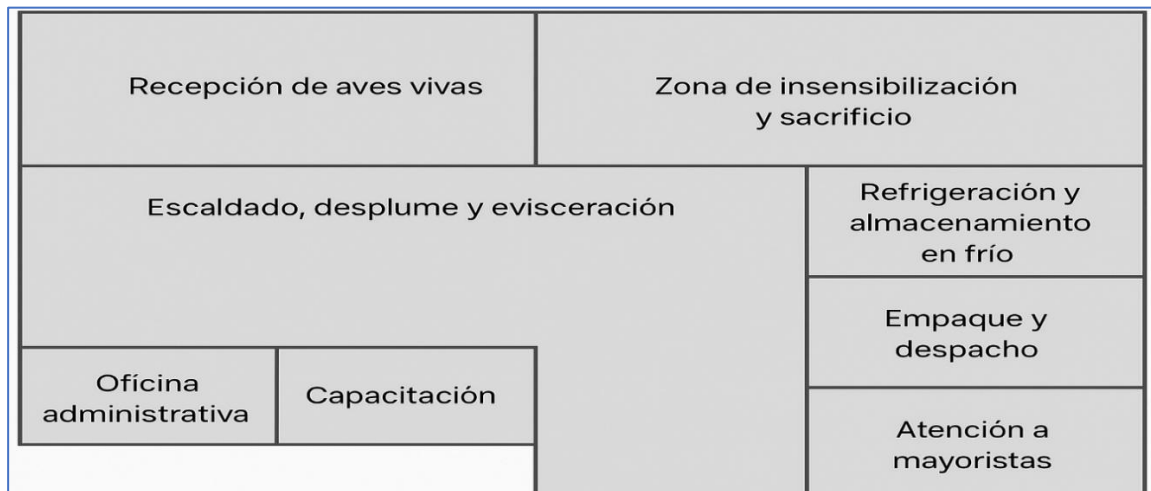 Recepción de aves vivas
Zona de insensibilización
y sacrificio
Escaldado, desplume y evisceración
Refrigeración y
almacenamiento
en frío
Empaque y
despacho
Ofícina
administrativa
Capacitación
Atención a
mayoristas